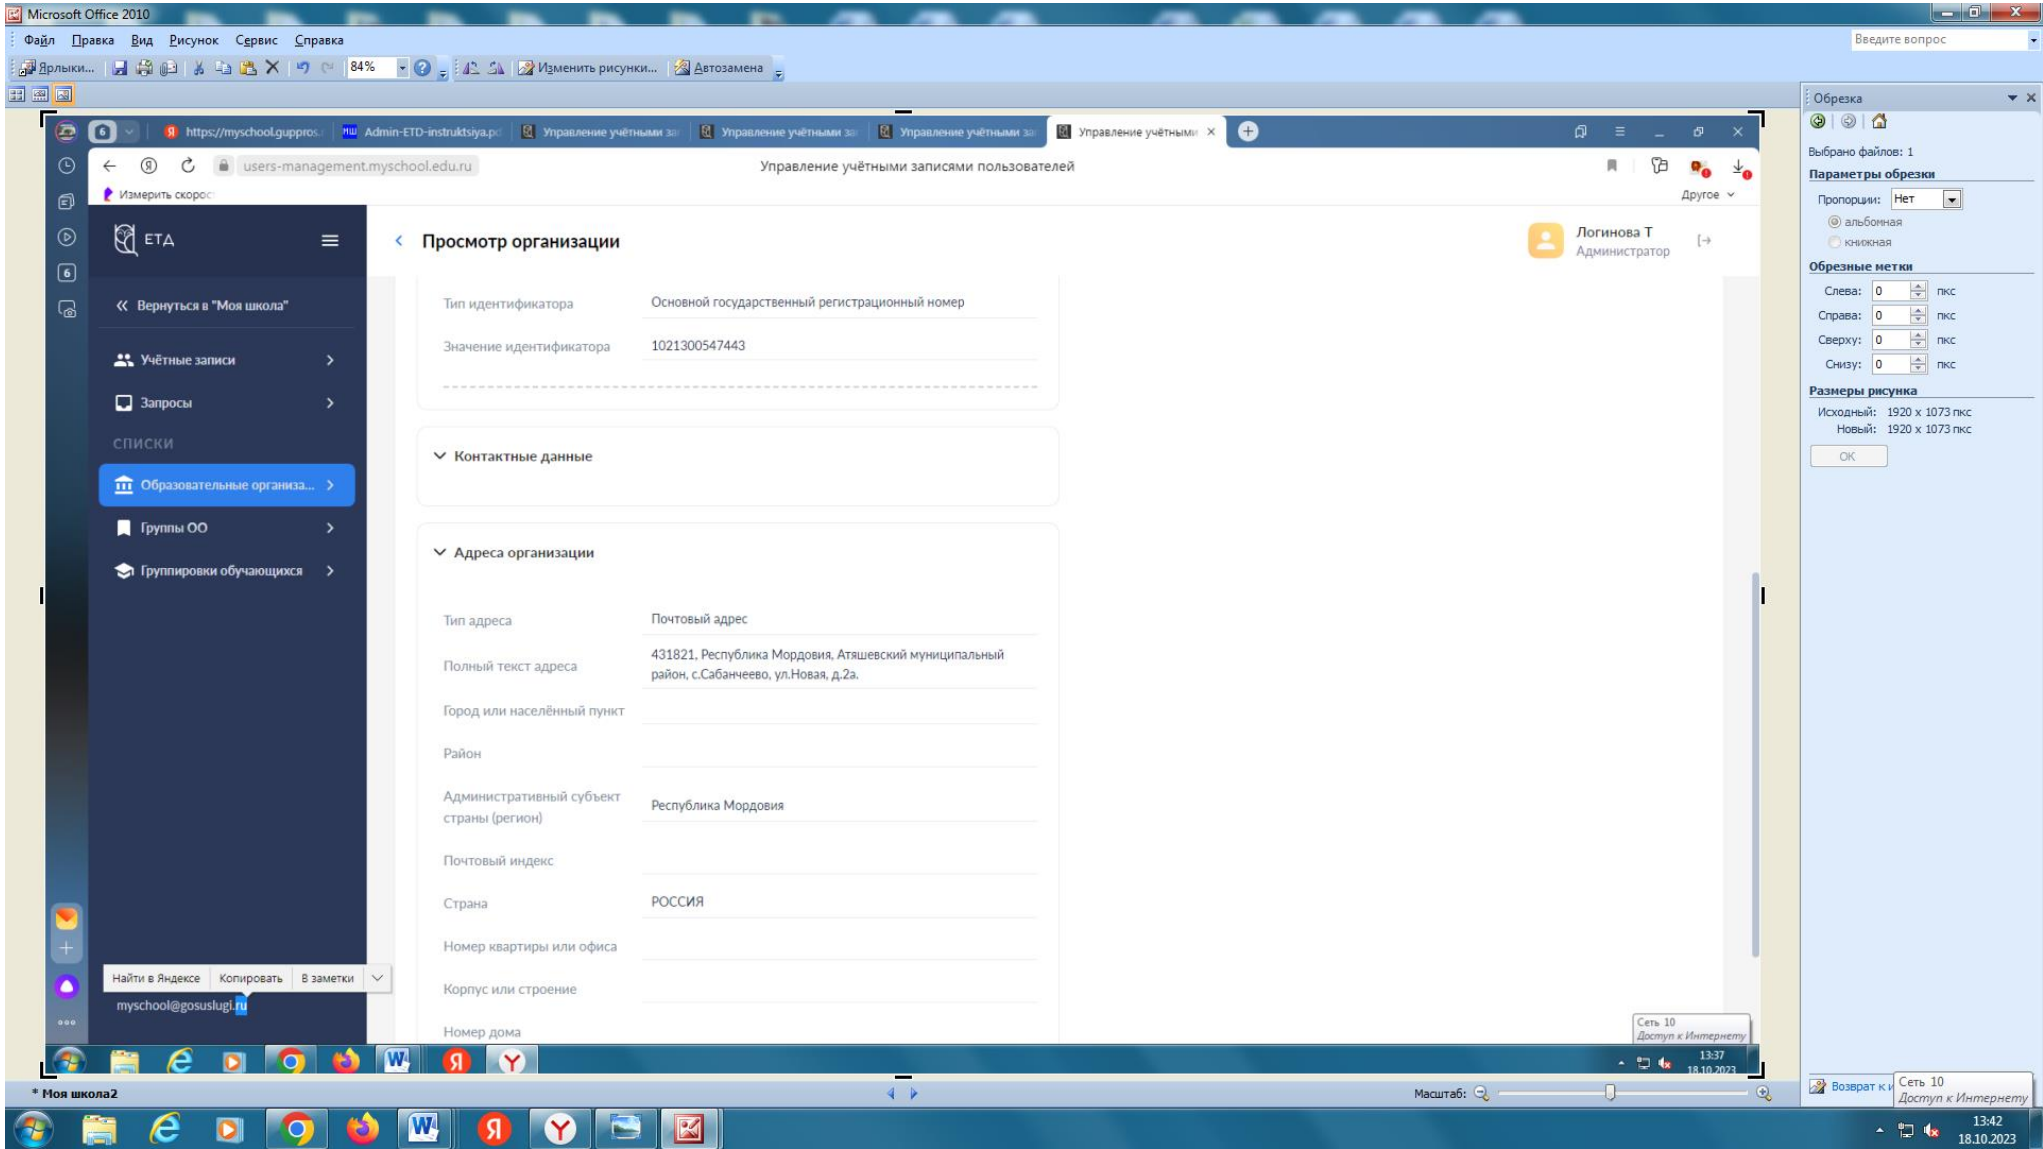 Microsoft Office 2010
Файл Правка Вид Рисунок Сервис Справка
Введите вопрос
Ярлыки... 84% Изменить рисунки... Автозамена
Обрезка
6 https://myschool.guppros. МШ Admin-ETD-instruktsiya.pd Управление учётными за Управление учётными за Управление учётными за Управление учётными
users-management.myschool.edu.ru Управление учётными записями пользователей
Измерить скорос Другое
ЕТД
Просмотр организации
Логинова Т
Администратор
6
Вернуться в "Моя школа"
Учётные записи
Запросы
СПИСКИ
Образовательные организа...
Группы ОО
Группировки обучающихся
Тип идентификатора Основной государственный регистрационный номер
Значение идентификатора 1021300547443
Контактные данные
Адреса организации
Тип адреса Почтовый адрес
Полный текст адреса 431821, Республика Мордовия, Атяшевский муниципальный
район, с.Сабанчеево, ул.Новая, д.2а.
Город или населённый пункт
Район
Административный субъект
страны (регион) Республика Мордовия
Почтовый индекс
Страна РОССИЯ
Номер квартиры или офиса
Корпус или строение
Номер дома
Найти в Яндексе Копировать В заметки
myschool@gosuslugi.ru
Сеть 10
Доступ к Интернету
13:37
18.10.2023
Выбрано файлов: 1
Параметры обрезки
Пропорции: Нет
альбомная
книжная
Обрезные метки
Слева: 0 пкс
Справа: 0 пкс
Сверху: 0 пкс
Снизу: 0 пкс
Размеры рисунка
Исходный: 1920 x 1073 пкс
Новый: 1920 x 1073 пкс
OK
* Моя школа2
Масштаб:
Возврат к
Сеть 10
Доступ к Интернету
13:42
18.10.2023